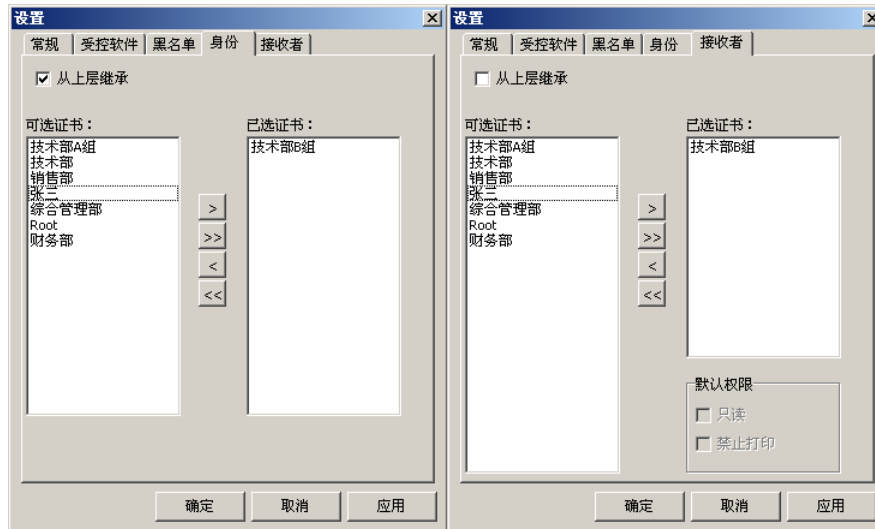 设置
常规 受控软件 黑名单 身份 接收者
从上层继承
可选证书： 已选证书：
技术部A组 技术部B组
技术部
销售部
张三
综合管理部
Root
财务部
>
>>
<
<<
确定 取消 应用
设置
常规 受控软件 黑名单 身份 接收者
从上层继承
可选证书： 已选证书：
技术部A组 技术部B组
技术部
销售部
张三
综合管理部
Root
财务部
>
>>
<
<<
默认权限
只读
禁止打印
确定 取消 应用